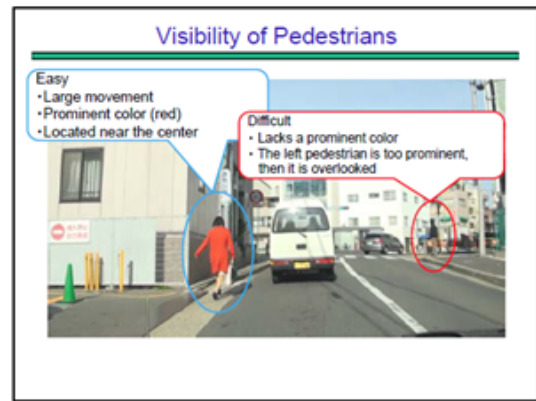 Visibility of Pedestrians
Easy
・Large movement
・Prominent color (red)
・Located near the center
Difficult
・ Lacks a prominent color
・ The left pedestrian is too prominent,
then it is overlooked